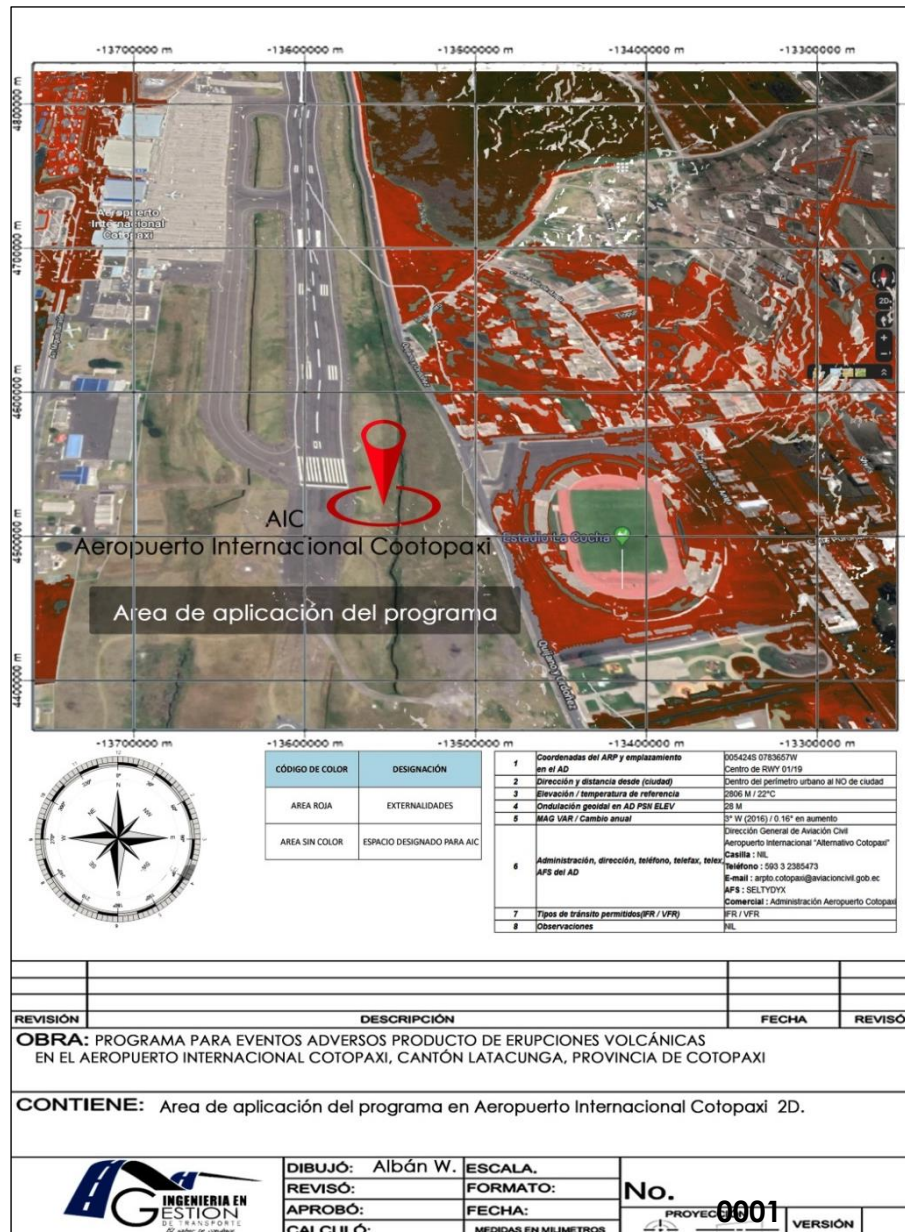 -13700000 m -13600000 m -13500000 m -13400000 m -13300000 m
4800000 m
4700000 m
4600000 m
4500000 m
4400000 m
Aeropuerto
Internacional
Cotopaxi
01
AIC
Aeropuerto Internacional Cootopaxi
Estadio La Cocha
Area de aplicación del programa
Quijano y Ordoñez
2D
-13700000 m -13600000 m -13500000 m -13400000 m -13300000 m
CÓDIGO DE COLOR DESIGNACIÓN
AREA ROJA EXTERNALIDADES
AREA SIN COLOR ESPACIO DESIGNADO PARA AIC
1 Coordenadas del ARP y emplazamiento en el AD 005424S 0783657W
Centro de RWY 01/19
2 Dirección y distancia desde (ciudad) Dentro del perímetro urbano al NO de ciudad
3 Elevación / temperatura de referencia 2806 M / 22°C
4 Ondulación geoidal en AD PSN ELEV 28 M
5 MAG VAR / Cambio anual 3° W (2016) / 0.16° en aumento
6 Administración, dirección, teléfono, telefax, telex, AFS del AD
Dirección General de Aviación Civil
Aeropuerto Internacional "Alternativo Cotopaxi"
Casilla : NIL
Teléfono : 593 3 2385473
E-mail : arpto.cotopaxi@aviacioncivil.gob.ec
AFS : SELTYDYX
Comercial : Administración Aeropuerto Cotopaxi
7 Tipos de tránsito permitidos(IFR / VFR) IFR / VFR
8 Observaciones NIL
REVISIÓN DESCRIPCIÓN FECHA REVISÓ
OBRA: PROGRAMA PARA EVENTOS ADVERSOS PRODUCTO DE ERUPCIONES VOLCÁNICAS
EN EL AEROPUERTO INTERNACIONAL COTOPAXI, CANTÓN LATACUNGA, PROVINCIA DE COTOPAXI
CONTIENE: Area de aplicación del programa en Aeropuerto Internacional Cotopaxi 2D.
INGENIERIA EN
GESTION
DE TRANSPORTE
DIBUJÓ: Albán W. ESCALA.
REVISÓ: FORMATO:
APROBÓ: FECHA:
CALCULÓ: MEDIDAS EN MILIMETROS
No.
0001
PROYECCIÓN
VERSIÓN